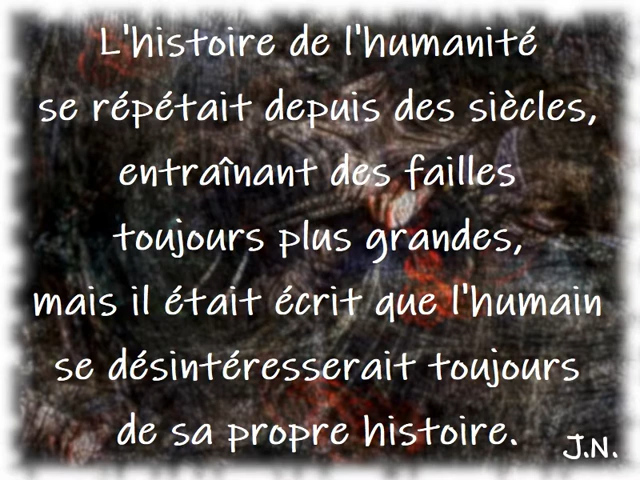 L'histoire de l'humanité
se répétait depuis des siècles,
entraînant des failles
toujours plus grandes,
mais il était écrit que l'humain
se désintéresserait toujours
de sa propre histoire.
J.N.